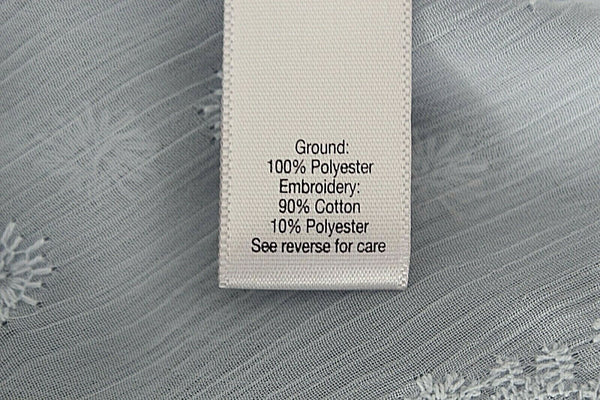 Ground:
100% Polyester
Embroidery:
90% Cotton
10% Polyester
See reverse for care